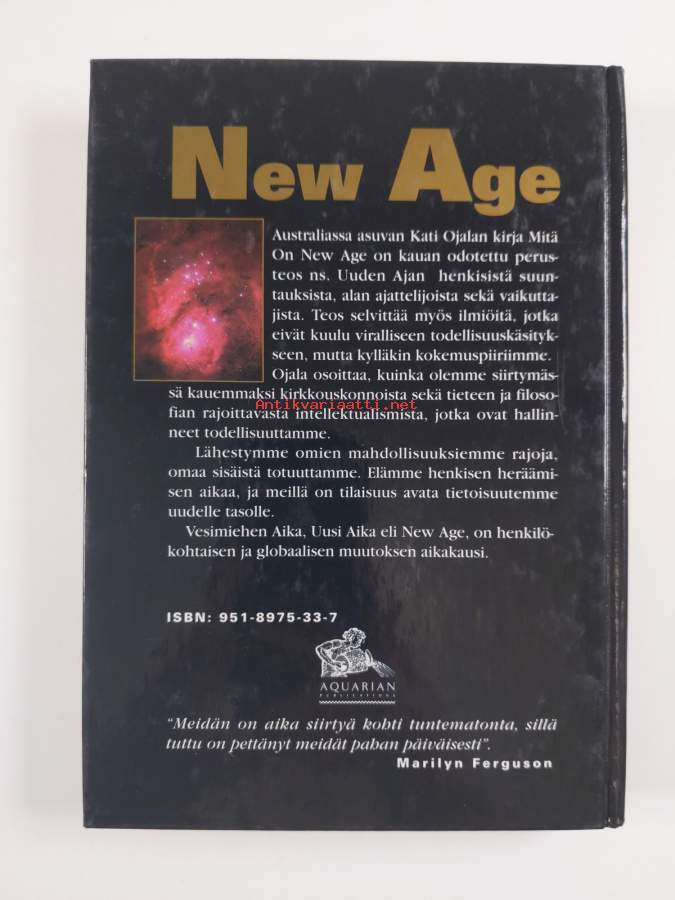 New Age
Australiassa asuvan Kati Ojalan kirja Mitä
On New Age on kauan odotettu perus-
teos ns. Uuden Ajan henkisistä suun-
tauksista, alan ajattelijoista sekä vaikutta-
jista. Teos selvittää myös ilmiöitä, jotka
eivät kuulu viralliseen todellisuuskäsityk-
seen, mutta kylläkin kokemuspiiriimme.
Ojala osoittaa, kuinka olemme siirtymäs-
sä kauemmaksi kirkkouskonnoista sekä tieteen ja filoso-
fian rajoittavasta intellektualismista, jotka ovat hallin-
Antikvariaatti.net
neet todellisuuttamme.
Lähestymme omien mahdollisuuksiemme rajoja,
omaa sisäistä totuuttamme. Elämme henkisen heräämi-
sen aikaa, ja meillä on tilaisuus avata tietoisuutemme
uudelle tasolle.
Vesimiehen Aika, Uusi Aika eli New Age, on henkilö-
kohtaisen ja globaalisen muutoksen aikakausi.
ISBN: 951-8975-33-7
AQUARIAN
PUBLICATIONS
"Meidän on aika siirtyä kohti tuntematonta, sillä
tuttu on pettänyt meidät pahan päiväisesti".
Marilyn Ferguson